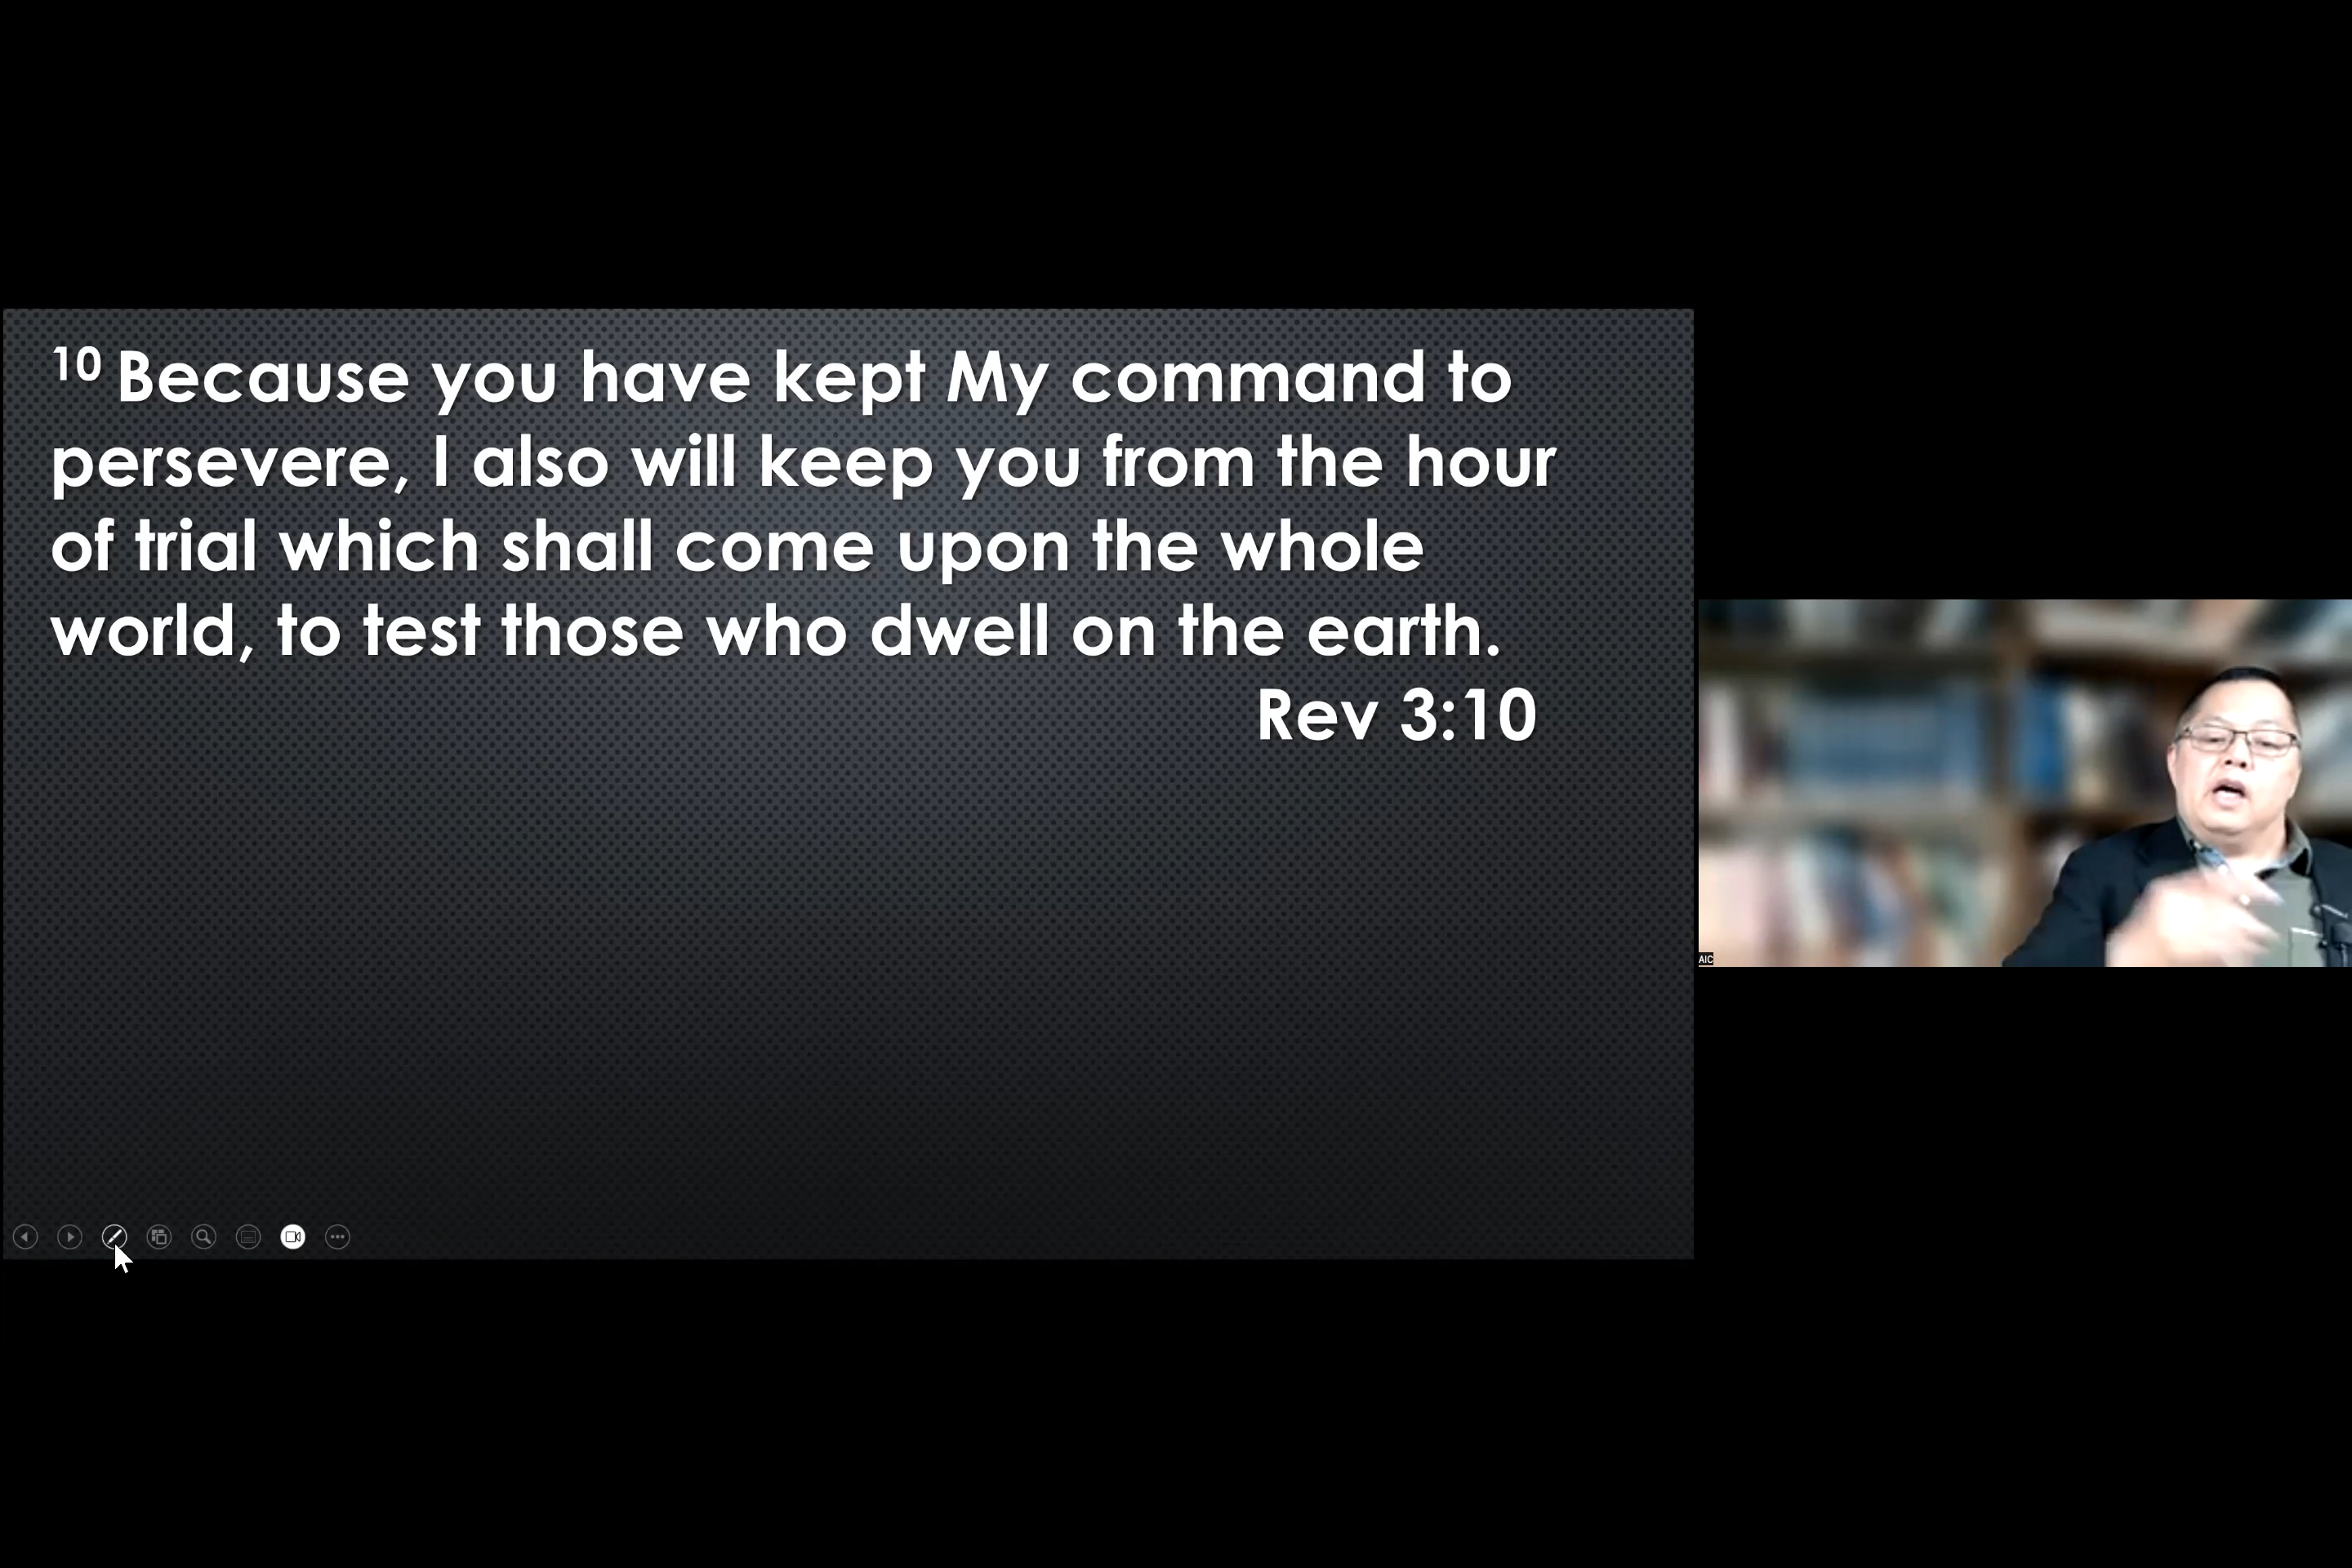 10 Because you have kept My command to
persevere, I also will keep you from the hour
of trial which shall come upon the whole
world, to test those who dwell on the earth.
Rev 3:10
AIC